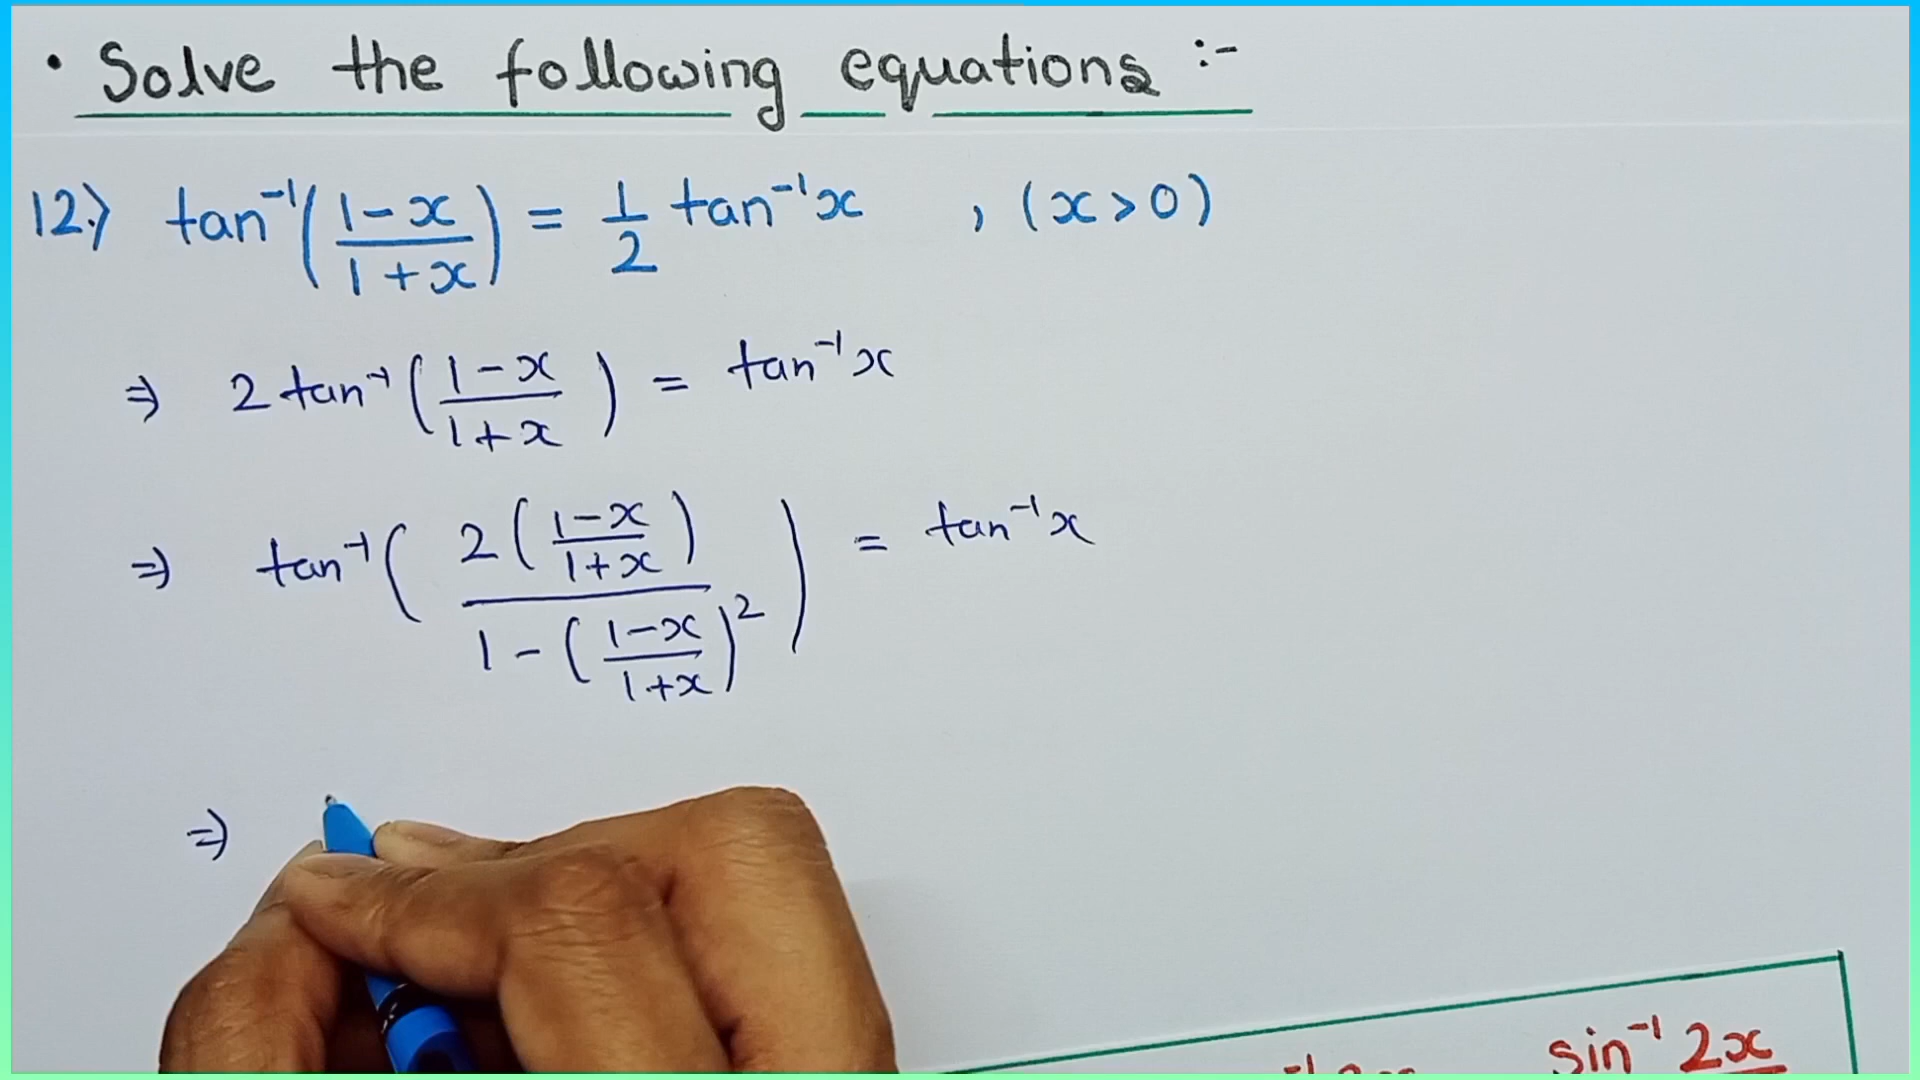 • Solve the following equations :-
12.) tan⁻¹((1-x)/(1+x)) = 1/2 tan⁻¹x , (x>0)
⇒ 2 tan⁻¹((1-x)/(1+x)) = tan⁻¹x
⇒ tan⁻¹( 2((1-x)/(1+x)) / (1-((1-x)/(1+x))²) ) = tan⁻¹x
⇒
sin⁻¹ 2x